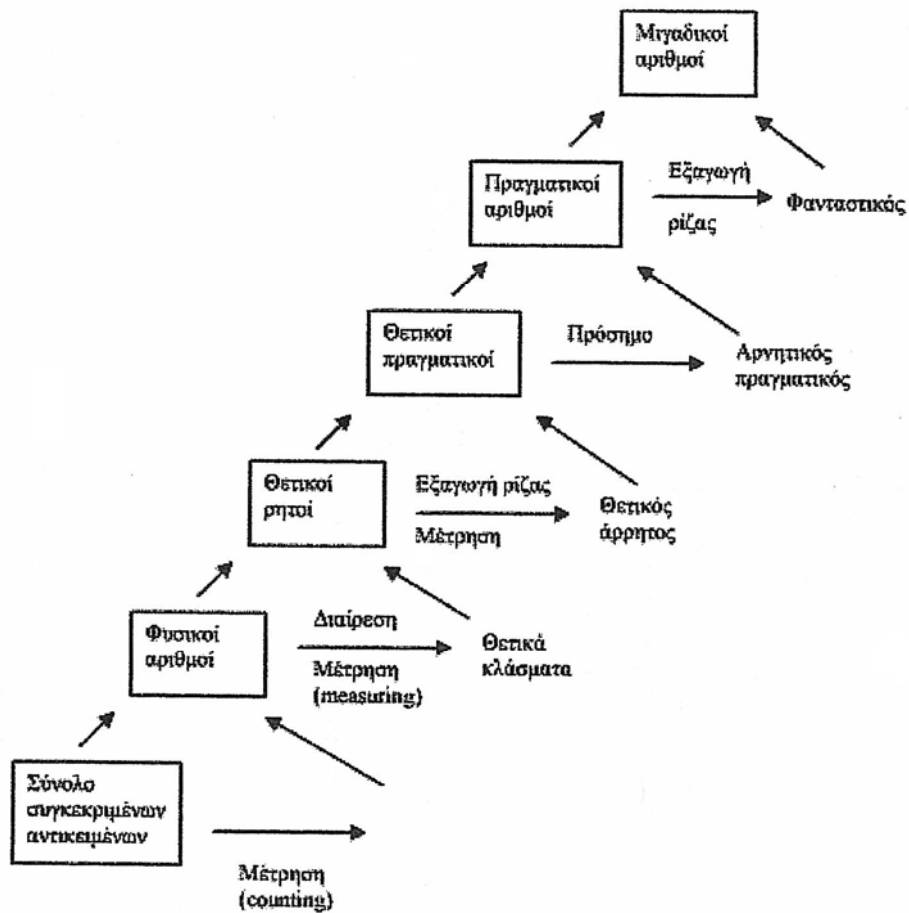 Μιγαδικοί
αριθμοί
Πραγματικοί
αριθμοί
Εξαγωγή
ρίζας
Φανταστικός
Θετικοί
πραγματικοί
Πρόσημο
Αρνητικός
πραγματικός
Θετικοί
ρητοί
Εξαγωγή ρίζας
Μέτρηση
Θετικός
άρρητος
Φυσικοί
αριθμοί
Διαίρεση
Μέτρηση
(measuring)
Θετικά
κλάσματα
Σύνολο
συγκεκριμένων
αντικειμένων
Μέτρηση
(counting)